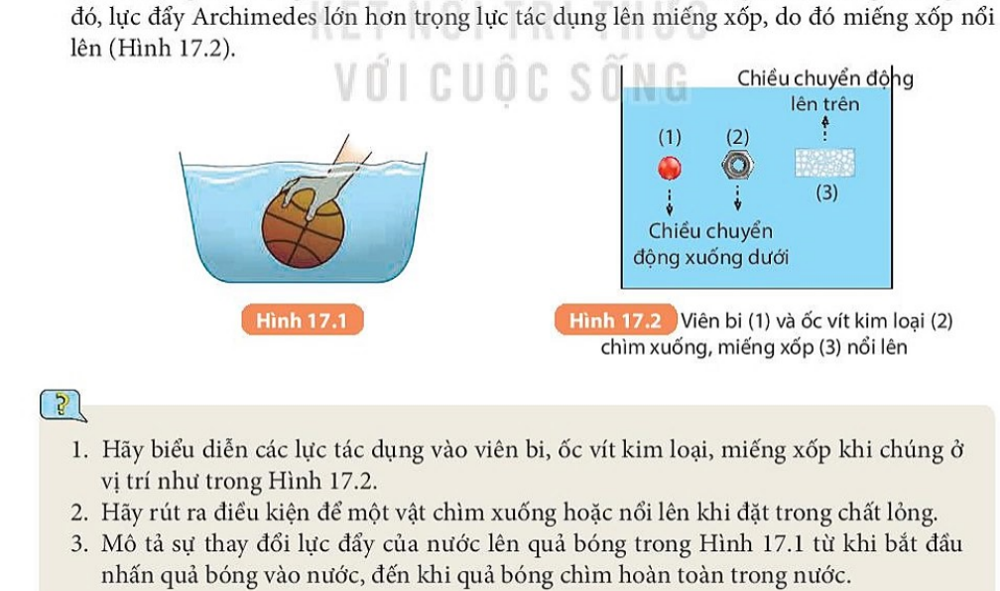 đó, lực đẩy Archimedes lớn hơn trọng lực tác dụng lên miếng xốp, do đó miếng xốp nổi
lên (Hình 17.2).
KẾT NỐI TRI THỨC
VỚI CUỘC SỐNG
Chiều chuyển động
lên trên
(1)
(2)
(3)
Chiều chuyển
động xuống dưới
Hình 17.1
Hình 17.2 Viên bi (1) và ốc vít kim loại (2)
chìm xuống, miếng xốp (3) nổi lên
?
1. Hãy biểu diễn các lực tác dụng vào viên bi, ốc vít kim loại, miếng xốp khi chúng ở
vị trí như trong Hình 17.2.
2. Hãy rút ra điều kiện để một vật chìm xuống hoặc nổi lên khi đặt trong chất lỏng.
3. Mô tả sự thay đổi lực đẩy của nước lên quả bóng trong Hình 17.1 từ khi bắt đầu
nhấn quả bóng vào nước, đến khi quả bóng chìm hoàn toàn trong nước.